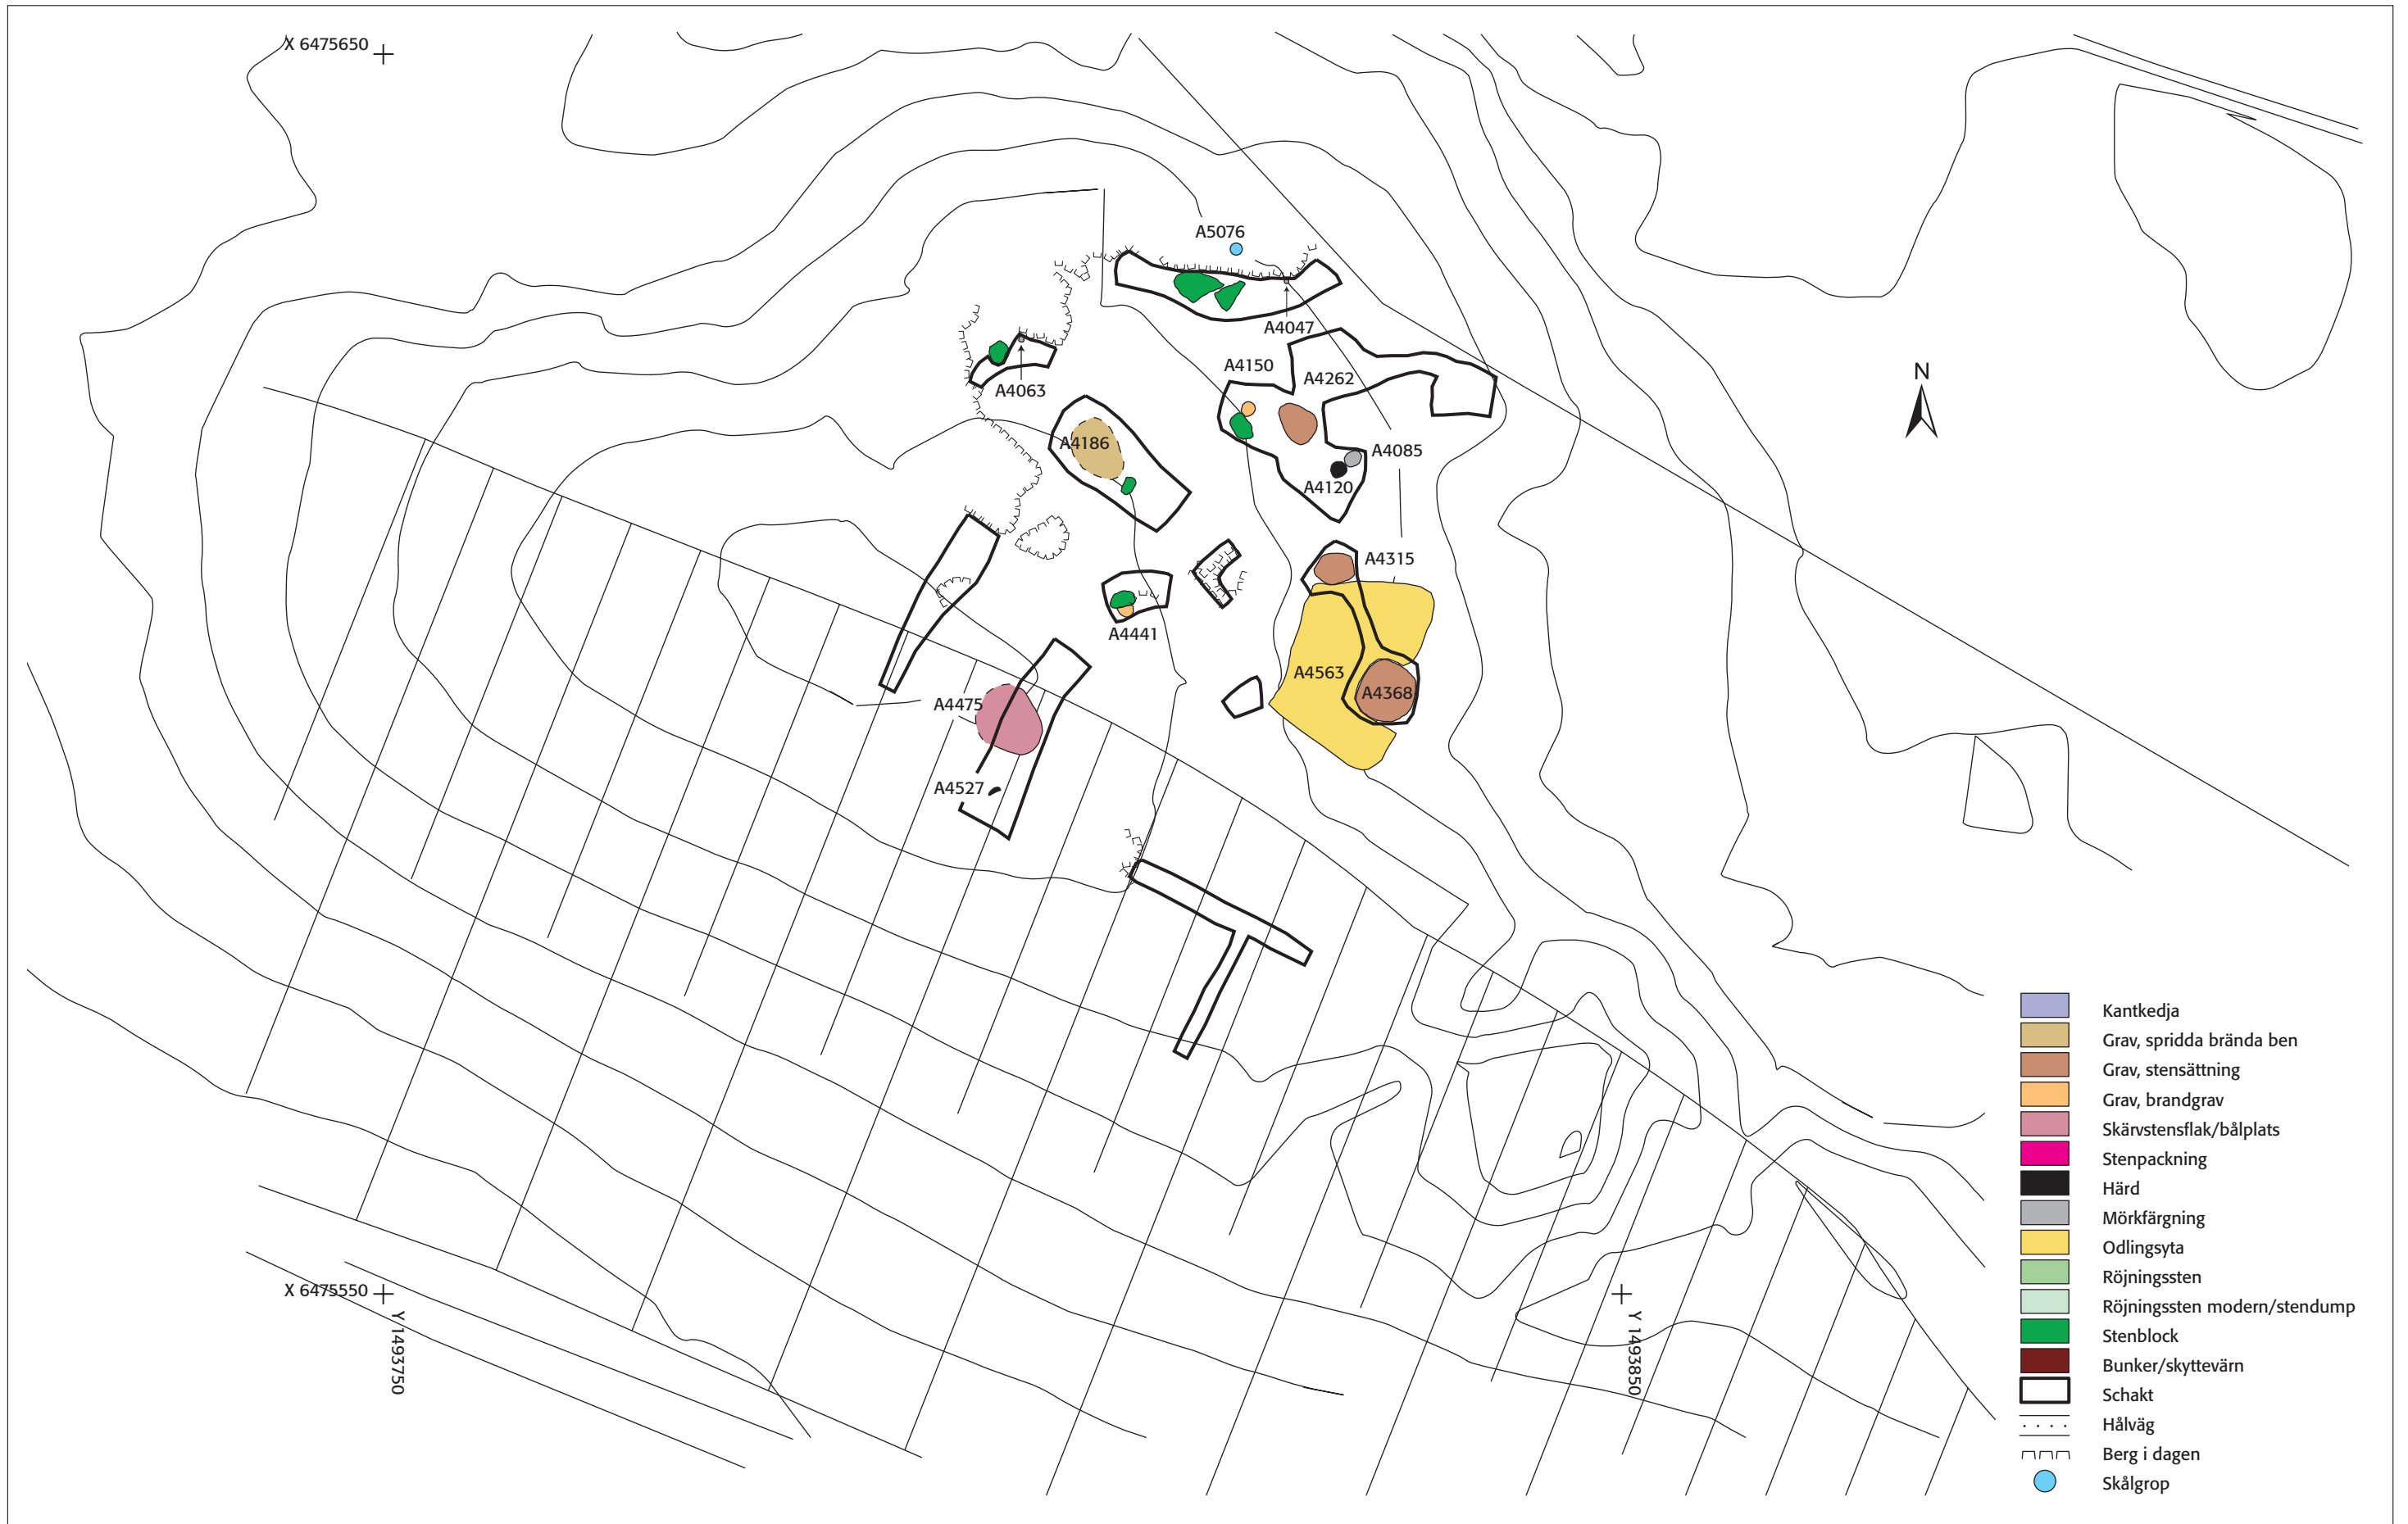 X 6475650
A5076
N
A4047
A4150
A4262
A4063
A4186
A4085
A4120
A4315
A4441
A4563
A4368
A4475
A4527
X 6475550
Y 1493750
Y 1493850
Kantkedja
Grav, spridda brända ben
Grav, stensättning
Grav, brandgrav
Skärvstensflak/bålplats
Stenpackning
Härd
Mörkfärgning
Odlingsyta
Röjningssten
Röjningssten modern/stendump
Stenblock
Bunker/skyttevärn
Schakt
Hålväg
Berg i dagen
Skålgrop